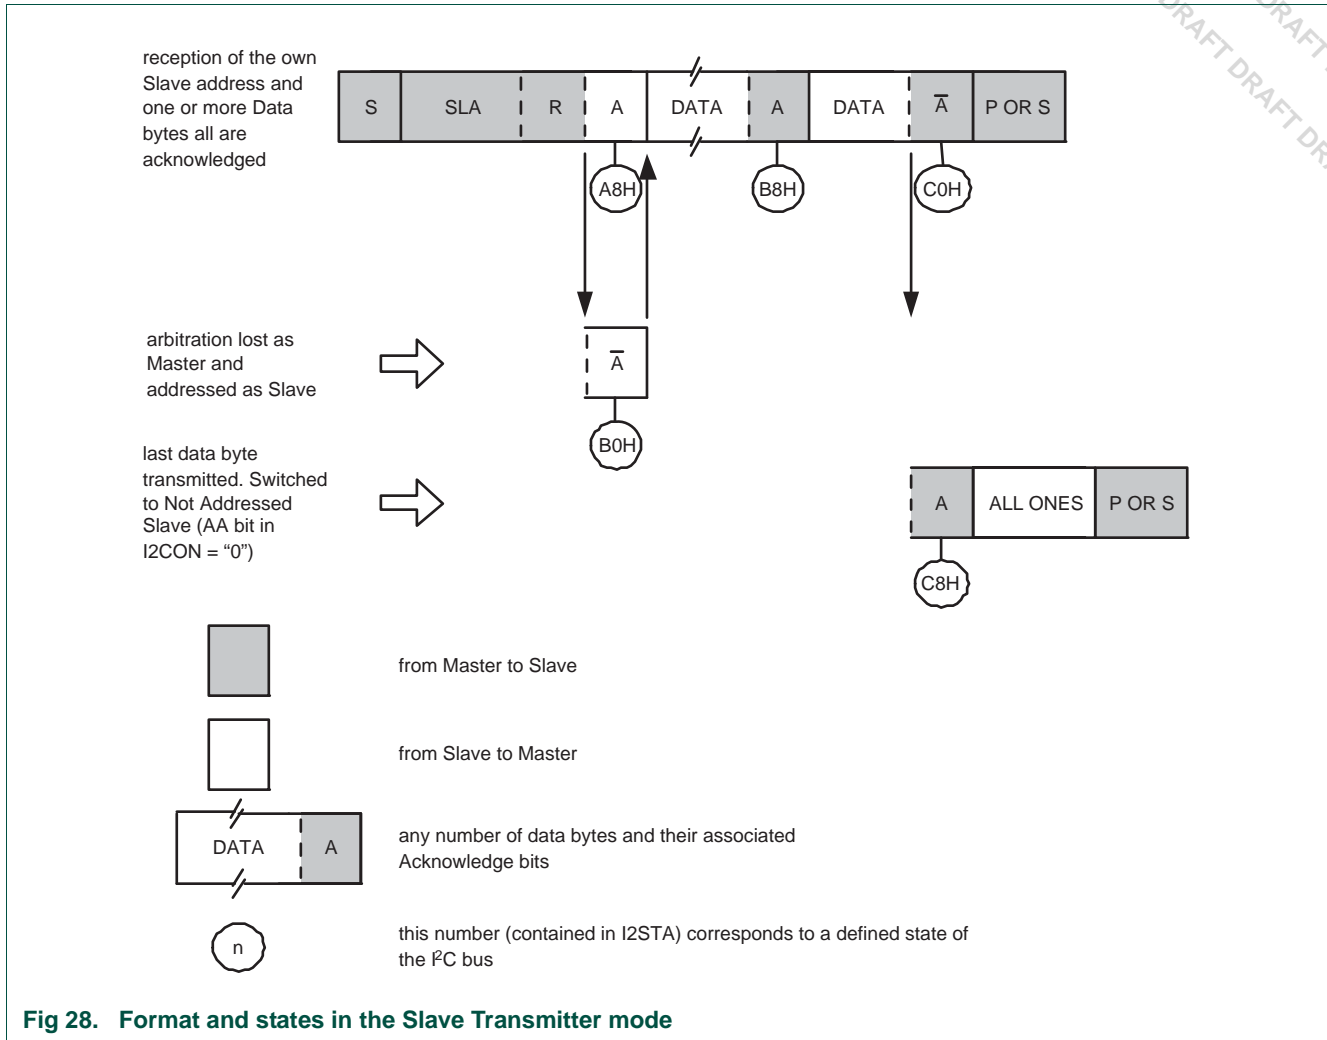 DRAFT DRAFT DRAFT DR
DRAFT
reception of the own
Slave address and
one or more Data
bytes all are
acknowledged
S SLA R A DATA A DATA A̅ P OR S
A8H B8H C0H
arbitration lost as
Master and
addressed as Slave
A̅
B0H
last data byte
transmitted. Switched
to Not Addressed
Slave (AA bit in
I2CON = “0”)
A ALL ONES P OR S
C8H
from Master to Slave
from Slave to Master
DATA A
any number of data bytes and their associated
Acknowledge bits
n
this number (contained in I2STA) corresponds to a defined state of
the I²C bus
Fig 28. Format and states in the Slave Transmitter mode